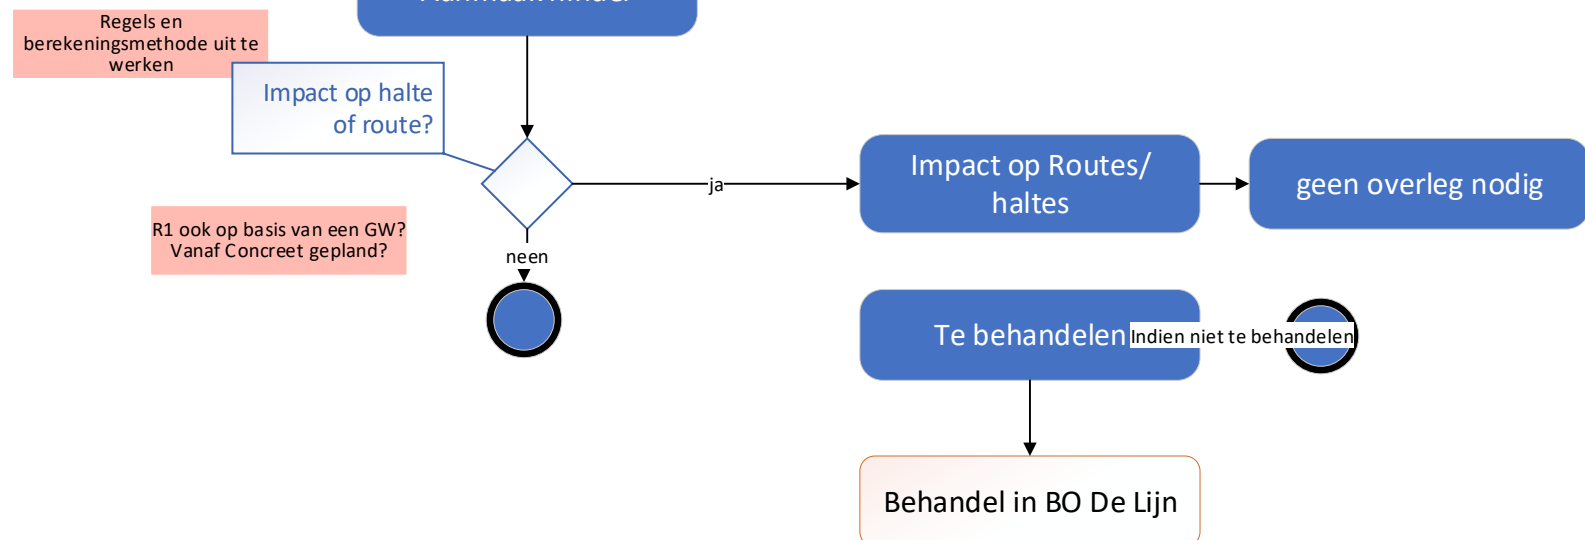 Regels en
berekeningsmethode uit te
werken
Impact op halte
of route?
ja
Impact op Routes/
haltes
geen overleg nodig
R1 ook op basis van een GW?
Vanaf Concreet gepland?
neen
Te behandelen
Indien niet te behandelen
Behandel in BO De Lijn